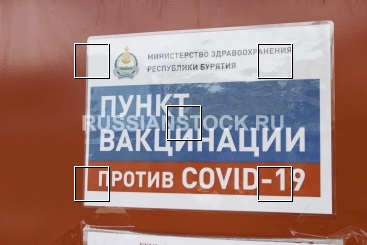 МИНИСТЕРСТВО ЗДРАВООХРАНЕНИЯ
РЕСПУБЛИКИ БУРЯТИЯ
ПУНКТ
RUSSIANSTOCK.RU
ВАКЦИНАЦИИ
ПРОТИВ COVID-19